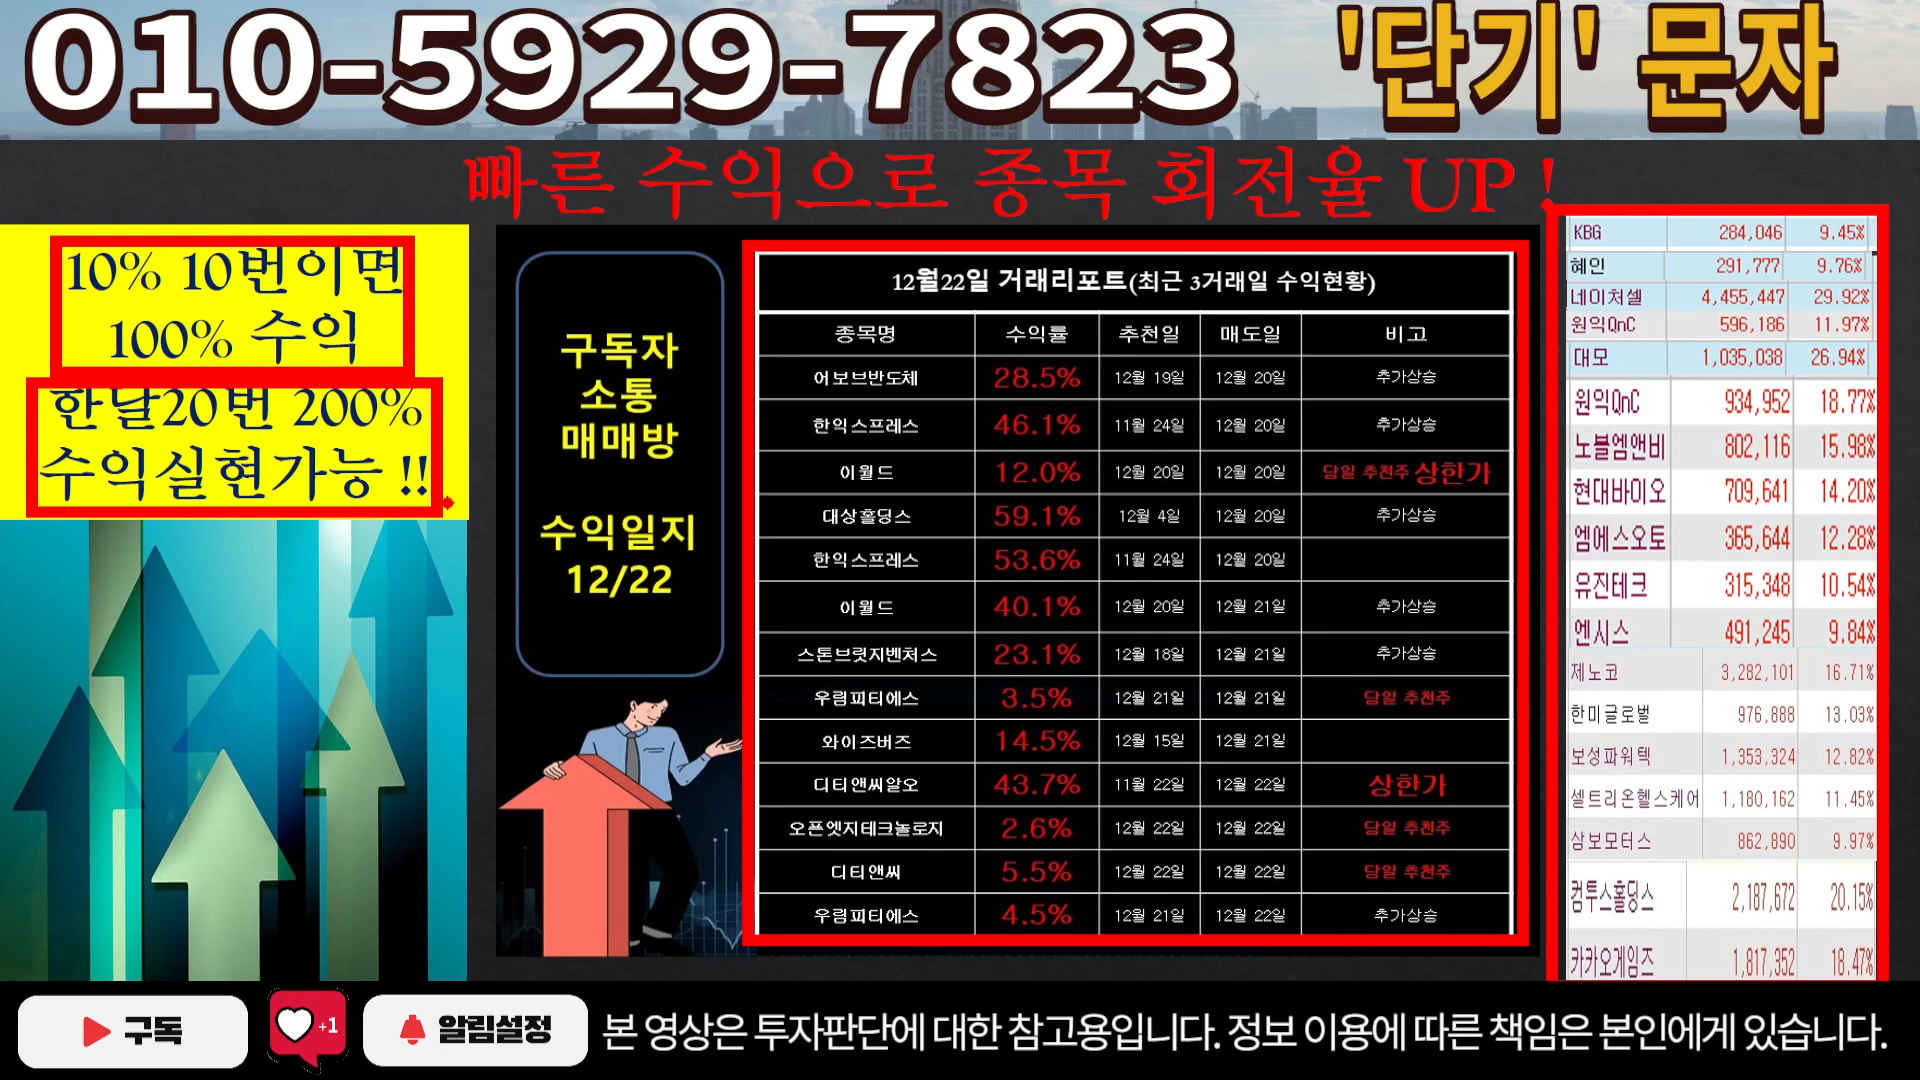 010-5929-7823 '단기' 문자
빠른 수익으로 종목 회전율 UP !
10% 10번이면
100% 수익
한달20번 200%
수익실현가능 !!
구독자
소통
매매방
수익일지
12/22
12월22일 거래리포트(최근 3거래일 수익현황)
종목명 수익률 추천일 매도일 비고
어보브반도체 28.5% 12월 19일 12월 20일 추가상승
한익스프레스 46.1% 11월 24일 12월 20일 추가상승
이월드 12.0% 12월 20일 12월 20일 당일 추천주 상한가
대상홀딩스 59.1% 12월 4일 12월 20일 추가상승
한익스프레스 53.6% 11월 24일 12월 20일
이월드 40.1% 12월 20일 12월 21일 추가상승
스톤브릿지벤처스 23.1% 12월 18일 12월 21일 추가상승
우림피티에스 3.5% 12월 21일 12월 21일 당일 추천주
와이즈버즈 14.5% 12월 15일 12월 21일
디티앤씨알오 43.7% 11월 22일 12월 22일 상한가
오픈엣지테크놀로지 2.6% 12월 22일 12월 22일 당일 추천주
디티앤씨 5.5% 12월 22일 12월 22일 당일 추천주
우림피티에스 4.5% 12월 21일 12월 22일 추가상승
KBG 284,046 9.45%
혜인 291,777 9.76%
네이처셀 4,455,447 29.92%
원익QnC 596,186 11.97%
대모 1,035,038 26.94%
원익QnC 934,952 18.77%
노블엠앤비 802,116 15.98%
현대바이오 709,641 14.20%
엠에스오토 365,644 12.28%
유진테크 315,348 10.54%
엔시스 491,245 9.84%
제노코 3,282,101 16.71%
한미글로벌 976,888 13.03%
보성파워텍 1,353,324 12.82%
셀트리온헬스케어 1,180,162 11.45%
삼보모터스 862,890 9.97%
컴투스홀딩스 2,187,672 20.15%
카카오게임즈 1,817,352 18.47%
구독 +1 알림설정 본 영상은 투자판단에 대한 참고용입니다. 정보 이용에 따른 책임은 본인에게 있습니다.